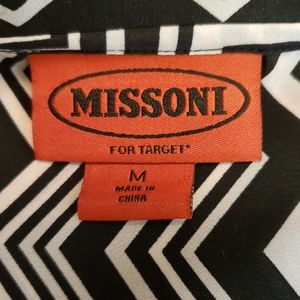 MISSONI
FOR TARGET*
M
MADE IN
CHINA